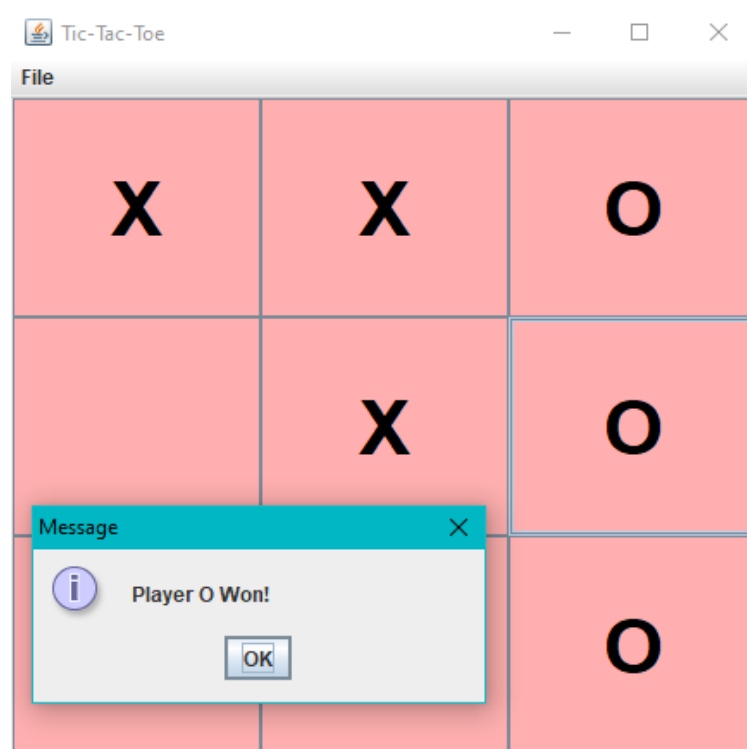 Tic-Tac-Toe
File
X X O
X O
Message
Player O Won!
OK
O